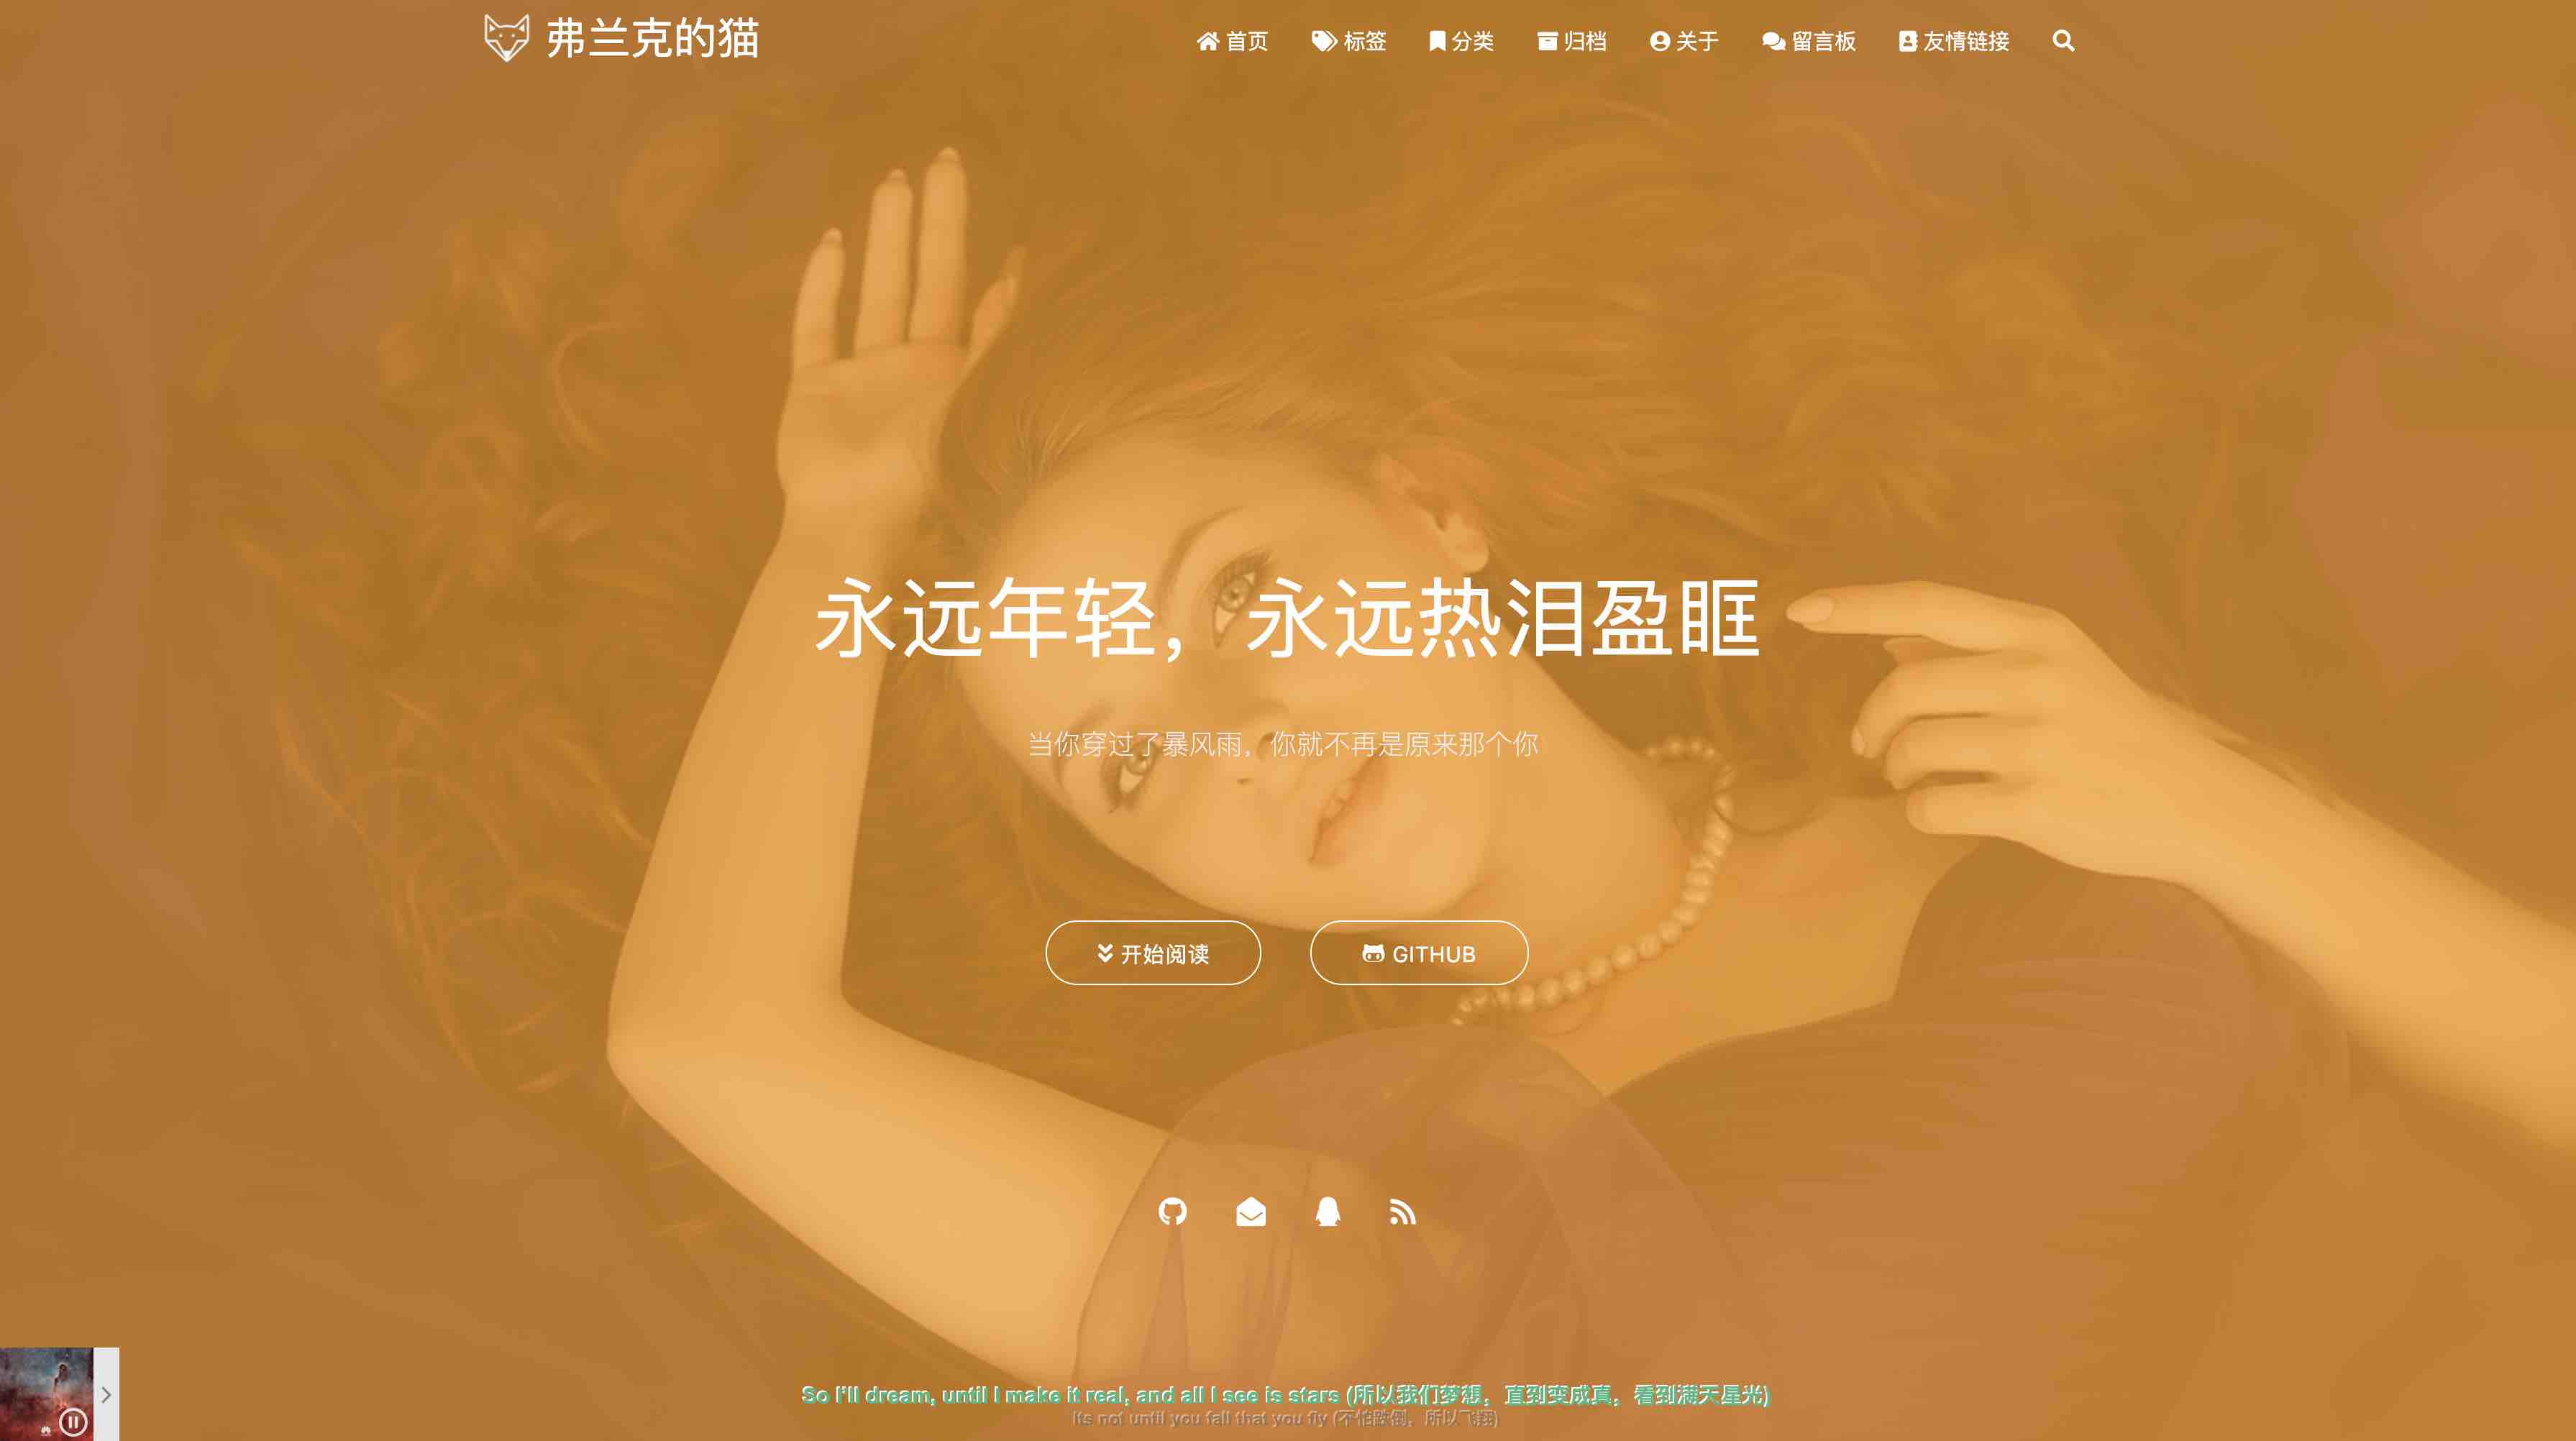 弗兰克的猫
首页 标签 分类 归档 关于 留言板 友情链接
永远年轻，永远热泪盈眶
当你穿过了暴风雨，你就不再是原来那个你
开始阅读 GITHUB
So I'll dream, until I make it real, and all I see is stars (所以我们梦想，直到变成真，看到满天星光)
Its not until you fall that you fly (不怕跌倒，所以飞翔)